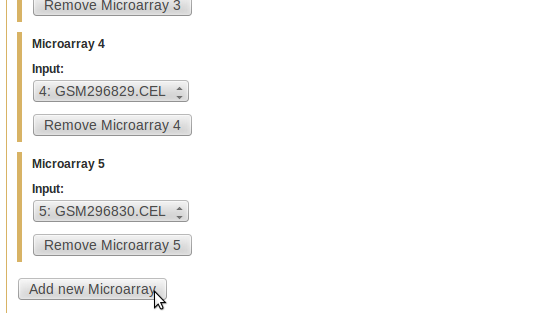 Remove Microarray 3
Microarray 4
Input:
4: GSM296829.CEL
Remove Microarray 4
Microarray 5
Input:
5: GSM296830.CEL
Remove Microarray 5
Add new Microarray